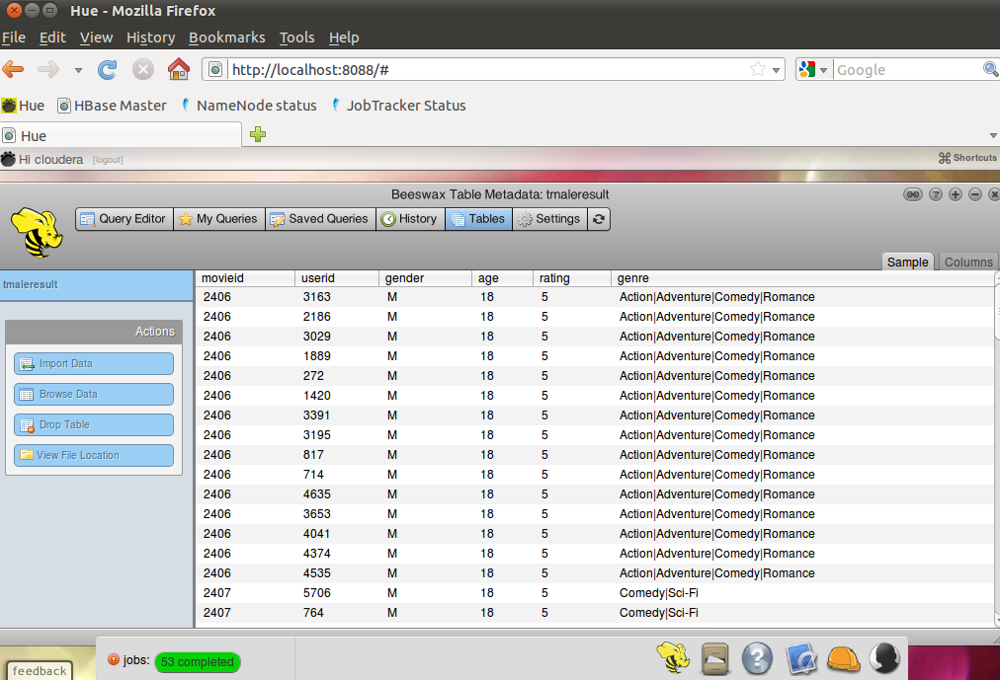 Hue - Mozilla Firefox
File Edit View History Bookmarks Tools Help
http://localhost:8088/# Google
Hue HBase Master NameNode status JobTracker Status
Hue
Hi cloudera [logout] Shortcuts
Beeswax Table Metadata: tmaleresult
Query Editor My Queries Saved Queries History Tables Settings
Sample Columns
tmaleresult
Actions
Import Data
Browse Data
Drop Table
View File Location
movieid userid gender age rating genre
2406 3163 M 18 5 Action|Adventure|Comedy|Romance
2406 2186 M 18 5 Action|Adventure|Comedy|Romance
2406 3029 M 18 5 Action|Adventure|Comedy|Romance
2406 1889 M 18 5 Action|Adventure|Comedy|Romance
2406 272 M 18 5 Action|Adventure|Comedy|Romance
2406 1420 M 18 5 Action|Adventure|Comedy|Romance
2406 3391 M 18 5 Action|Adventure|Comedy|Romance
2406 3195 M 18 5 Action|Adventure|Comedy|Romance
2406 817 M 18 5 Action|Adventure|Comedy|Romance
2406 714 M 18 5 Action|Adventure|Comedy|Romance
2406 4635 M 18 5 Action|Adventure|Comedy|Romance
2406 3653 M 18 5 Action|Adventure|Comedy|Romance
2406 4041 M 18 5 Action|Adventure|Comedy|Romance
2406 4374 M 18 5 Action|Adventure|Comedy|Romance
2406 4535 M 18 5 Action|Adventure|Comedy|Romance
2407 5706 M 18 5 Comedy|Sci-Fi
2407 764 M 18 5 Comedy|Sci-Fi
jobs: 53 completed
feedback